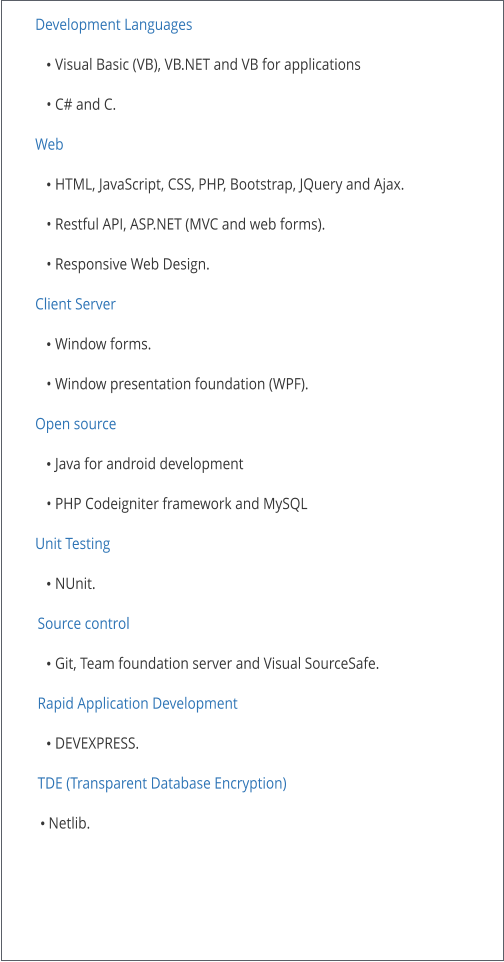 Development Languages
• Visual Basic (VB), VB.NET and VB for applications
• C# and C.
Web
• HTML, JavaScript, CSS, PHP, Bootstrap, JQuery and Ajax.
• Restful API, ASP.NET (MVC and web forms).
• Responsive Web Design.
Client Server
• Window forms.
• Window presentation foundation (WPF).
Open source
• Java for android development
• PHP Codeigniter framework and MySQL
Unit Testing
• NUnit.
Source control
• Git, Team foundation server and Visual SourceSafe.
Rapid Application Development
• DEVEXPRESS.
TDE (Transparent Database Encryption)
• Netlib.